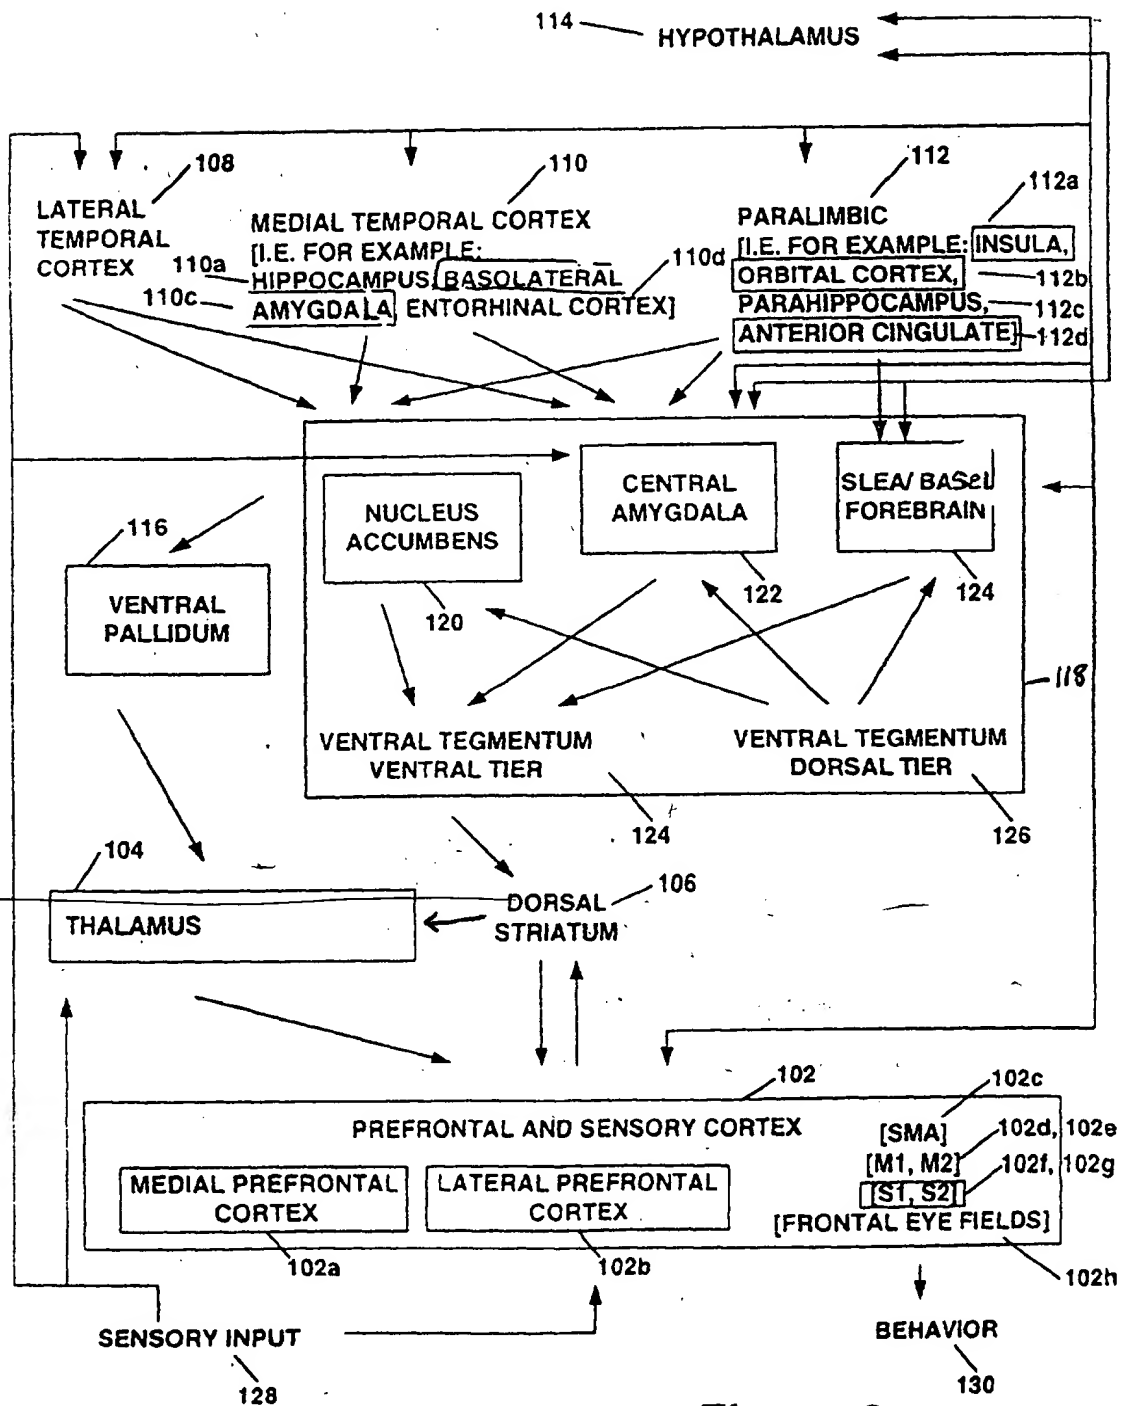 114
HYPOTHALAMUS
108
110
112
112a
LATERAL
TEMPORAL
CORTEX
MEDIAL TEMPORAL CORTEX
[I.E. FOR EXAMPLE:
110a
HIPPOCAMPUS, BASOLATERAL
110d
110c
AMYGDALA, ENTORHINAL CORTEX]
PARALIMBIC
[I.E. FOR EXAMPLE: INSULA,
ORBITAL CORTEX,
112b
PARAHIPPOCAMPUS,
112c
ANTERIOR CINGULATE]
112d
NUCLEUS
ACCUMBENS
120
CENTRAL
AMYGDALA
122
SLEA/ BASel
FOREBRAIN
124
116
VENTRAL
PALLIDUM
118
VENTRAL TEGMENTUM
VENTRAL TIER
124
VENTRAL TEGMENTUM
DORSAL TIER
126
104
THALAMUS
106
DORSAL
STRIATUM
102
102c
PREFRONTAL AND SENSORY CORTEX
[SMA]
102d, 102e
[M1, M2]
102f, 102g
[S1, S2]
[FRONTAL EYE FIELDS]
102h
MEDIAL PREFRONTAL
CORTEX
102a
LATERAL PREFRONTAL
CORTEX
102b
SENSORY INPUT
128
BEHAVIOR
130